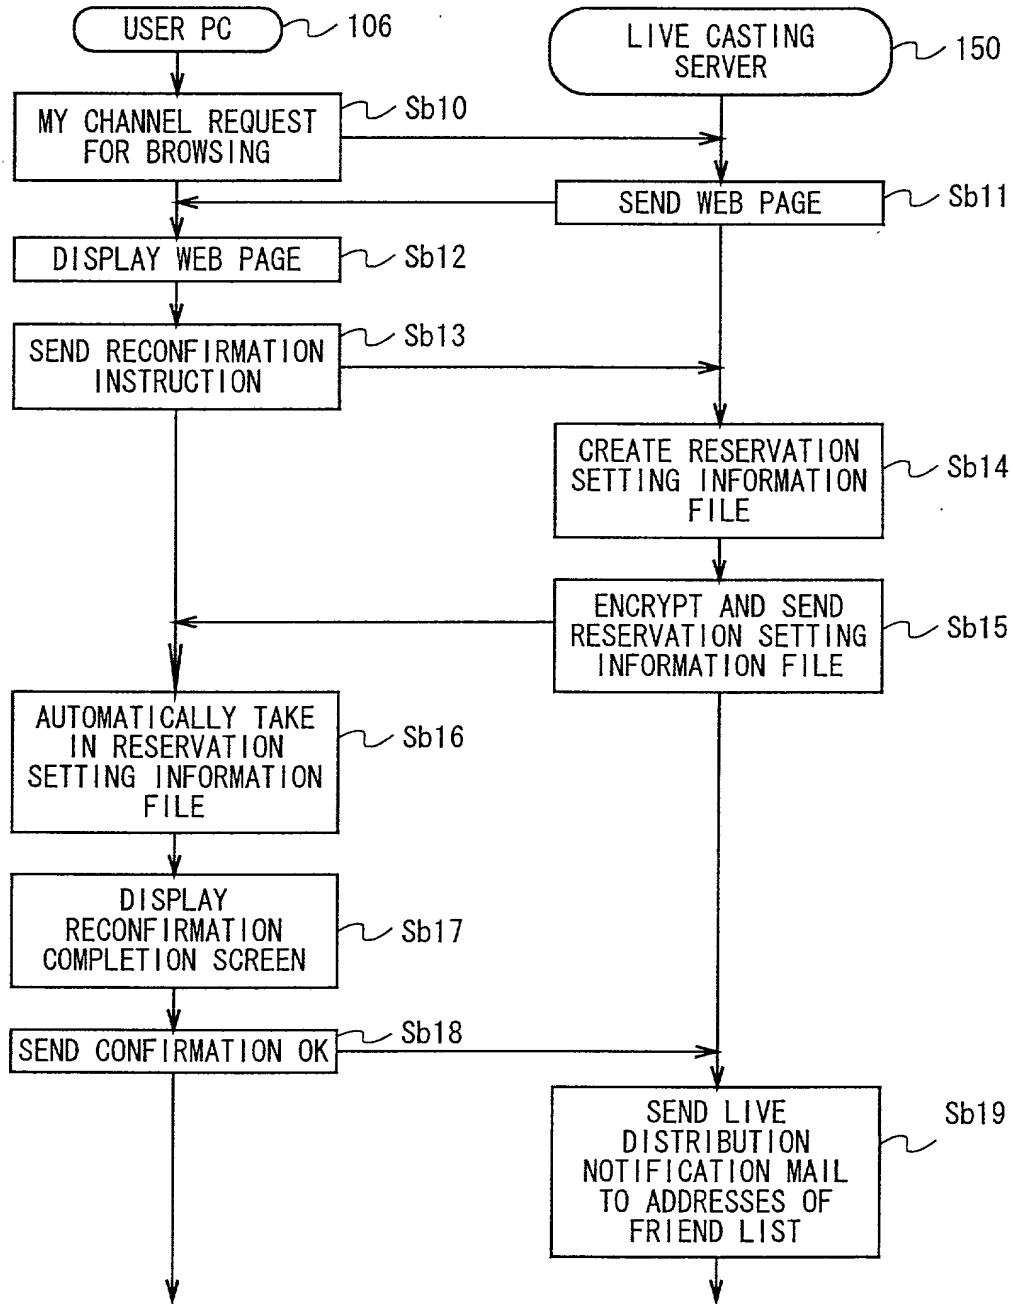 USER PC
106
LIVE CASTING
SERVER
150
MY CHANNEL REQUEST
FOR BROWSING
Sb10
SEND WEB PAGE
Sb11
DISPLAY WEB PAGE
Sb12
SEND RECONFIRMATION
INSTRUCTION
Sb13
CREATE RESERVATION
SETTING INFORMATION
FILE
Sb14
ENCRYPT AND SEND
RESERVATION SETTING
INFORMATION FILE
Sb15
AUTOMATICALLY TAKE
IN RESERVATION
SETTING INFORMATION
FILE
Sb16
DISPLAY
RECONFIRMATION
COMPLETION SCREEN
Sb17
SEND CONFIRMATION OK
Sb18
SEND LIVE
DISTRIBUTION
NOTIFICATION MAIL
TO ADDRESSES OF
FRIEND LIST
Sb19